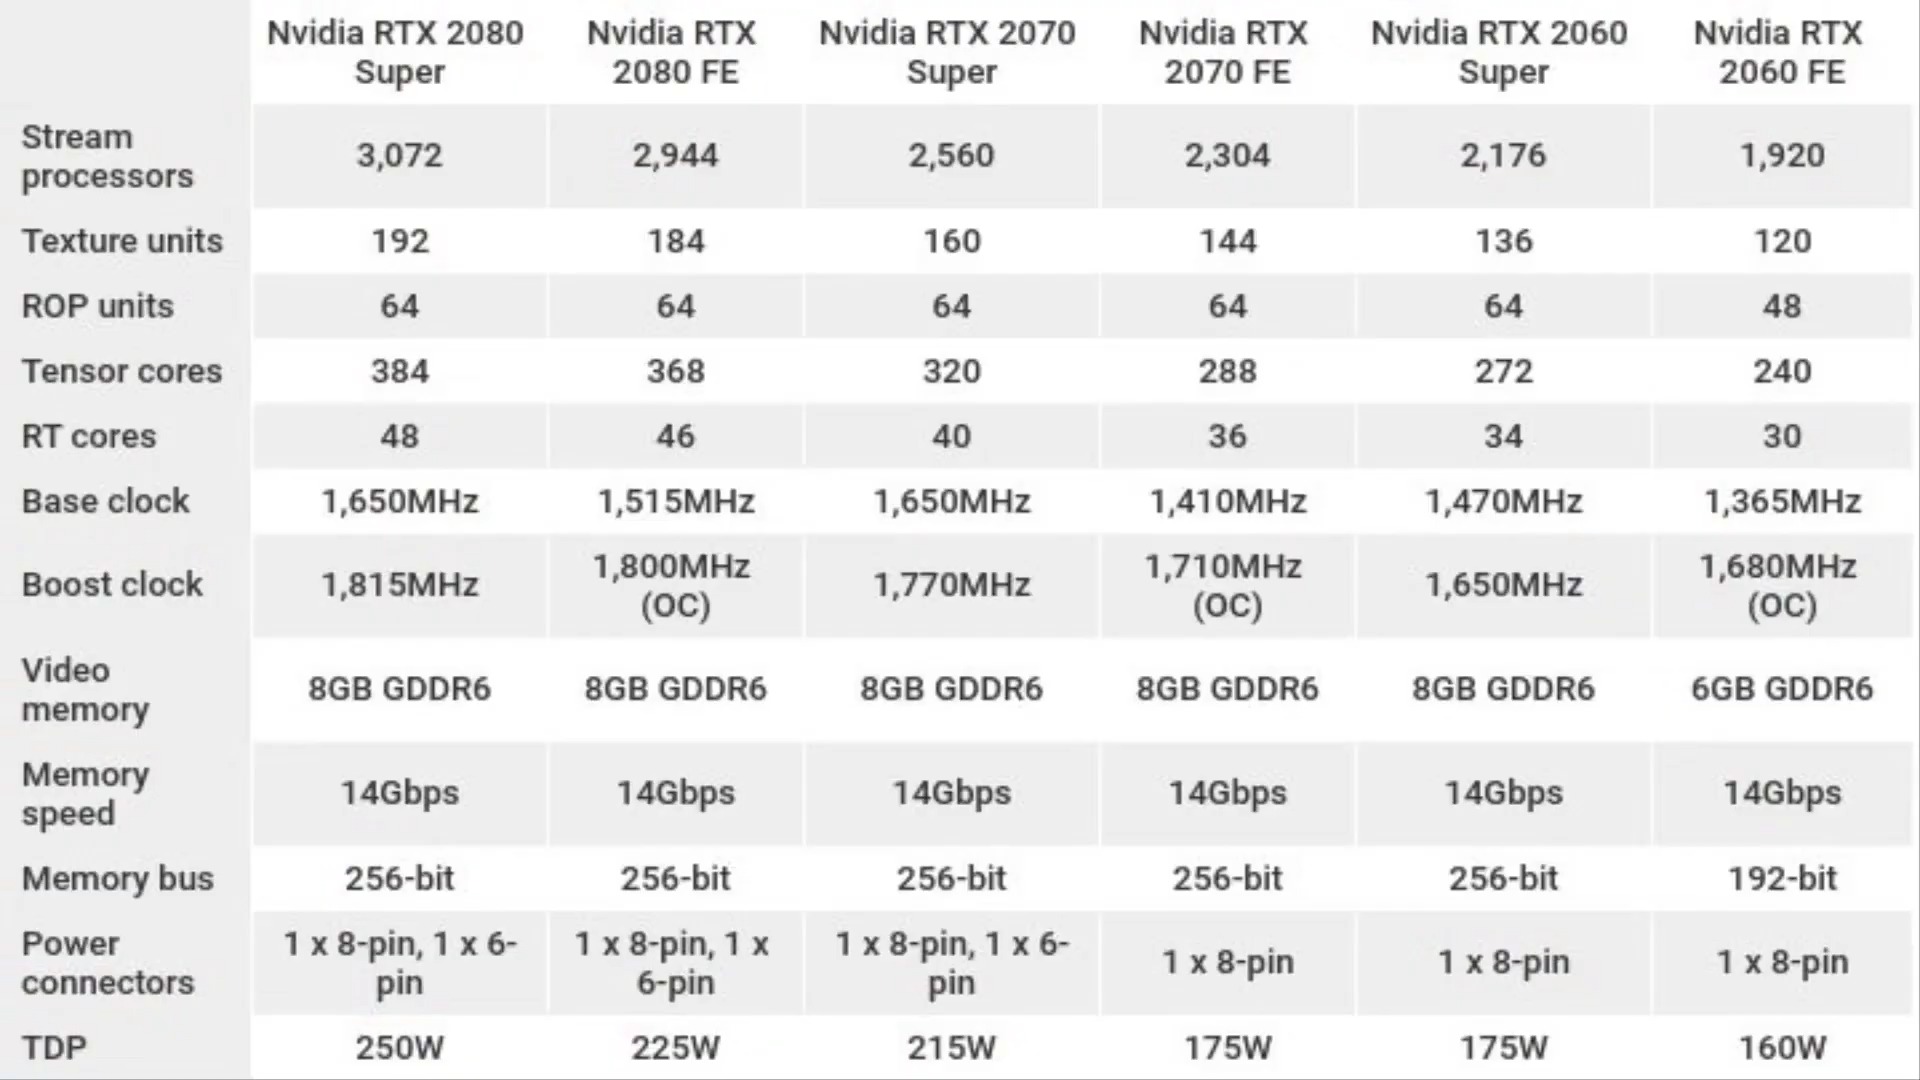 Nvidia RTX 2080 Super Nvidia RTX 2080 FE Nvidia RTX 2070 Super Nvidia RTX 2070 FE Nvidia RTX 2060 Super Nvidia RTX 2060 FE
Stream processors 3,072 2,944 2,560 2,304 2,176 1,920
Texture units 192 184 160 144 136 120
ROP units 64 64 64 64 64 48
Tensor cores 384 368 320 288 272 240
RT cores 48 46 40 36 34 30
Base clock 1,650MHz 1,515MHz 1,650MHz 1,410MHz 1,470MHz 1,365MHz
Boost clock 1,815MHz 1,800MHz (OC) 1,770MHz 1,710MHz (OC) 1,650MHz 1,680MHz (OC)
Video memory 8GB GDDR6 8GB GDDR6 8GB GDDR6 8GB GDDR6 8GB GDDR6 6GB GDDR6
Memory speed 14Gbps 14Gbps 14Gbps 14Gbps 14Gbps 14Gbps
Memory bus 256-bit 256-bit 256-bit 256-bit 256-bit 192-bit
Power connectors 1 x 8-pin, 1 x 6-pin 1 x 8-pin, 1 x 6-pin 1 x 8-pin, 1 x 6-pin 1 x 8-pin 1 x 8-pin 1 x 8-pin
TDP 250W 225W 215W 175W 175W 160W